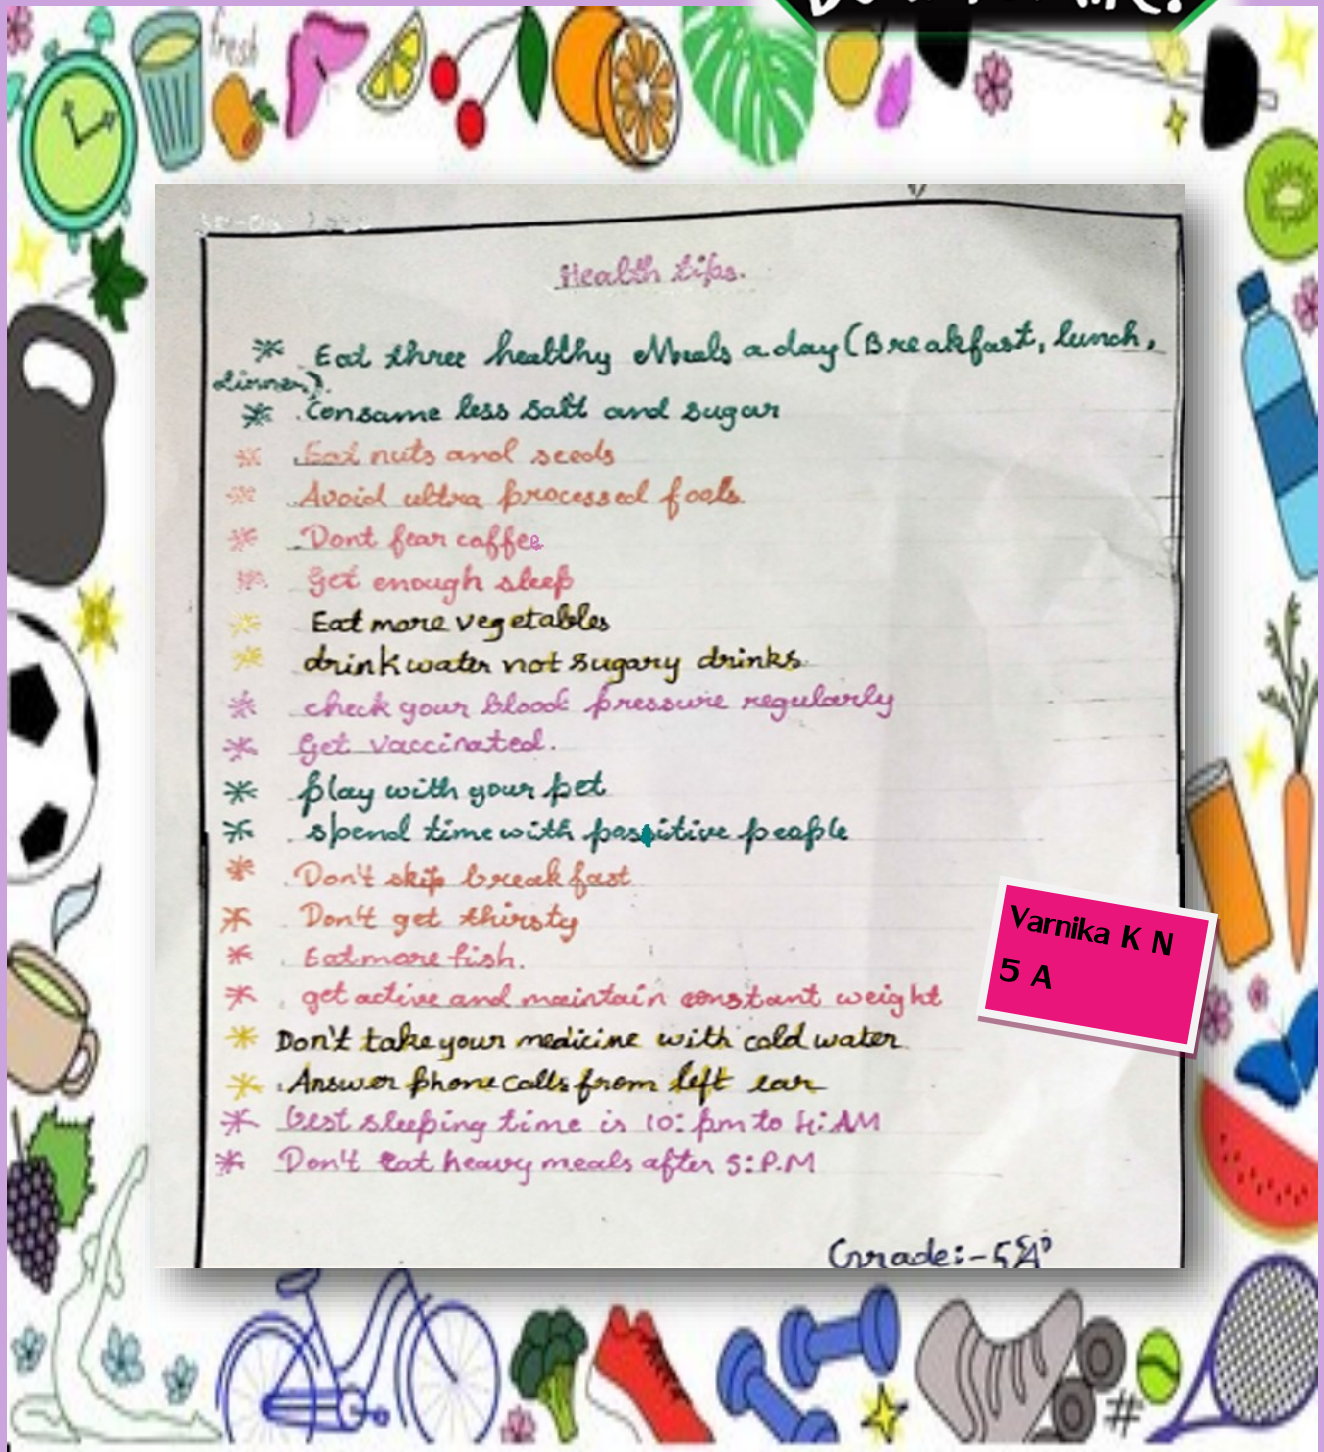 fresh
Health tips.
* Eat three healthy Meals a day (Breakfast, lunch,
dinner).
* Consame less salt and sugar
* Eat nuts and seeds
* Avoid ultra processed foods
* Dont fear coffee
* Get enough sleep
* Eat more vegetables
* drink water not sugary drinks
* check your blood pressure regularly
* Get vaccinated.
* play with your pet
* spend time with possitive people
* Don't skip breakfast
* Don't get thirsty
* Eat more fish.
* get active and maintain constant weight
* Don't take your medicine with cold water
* Answer phone calls from left ear
* best sleeping time is 10: pm to 4: AM
* Don't eat heavy meals after 5: P.M
Varnika K N
5 A
Grade:- 5
#